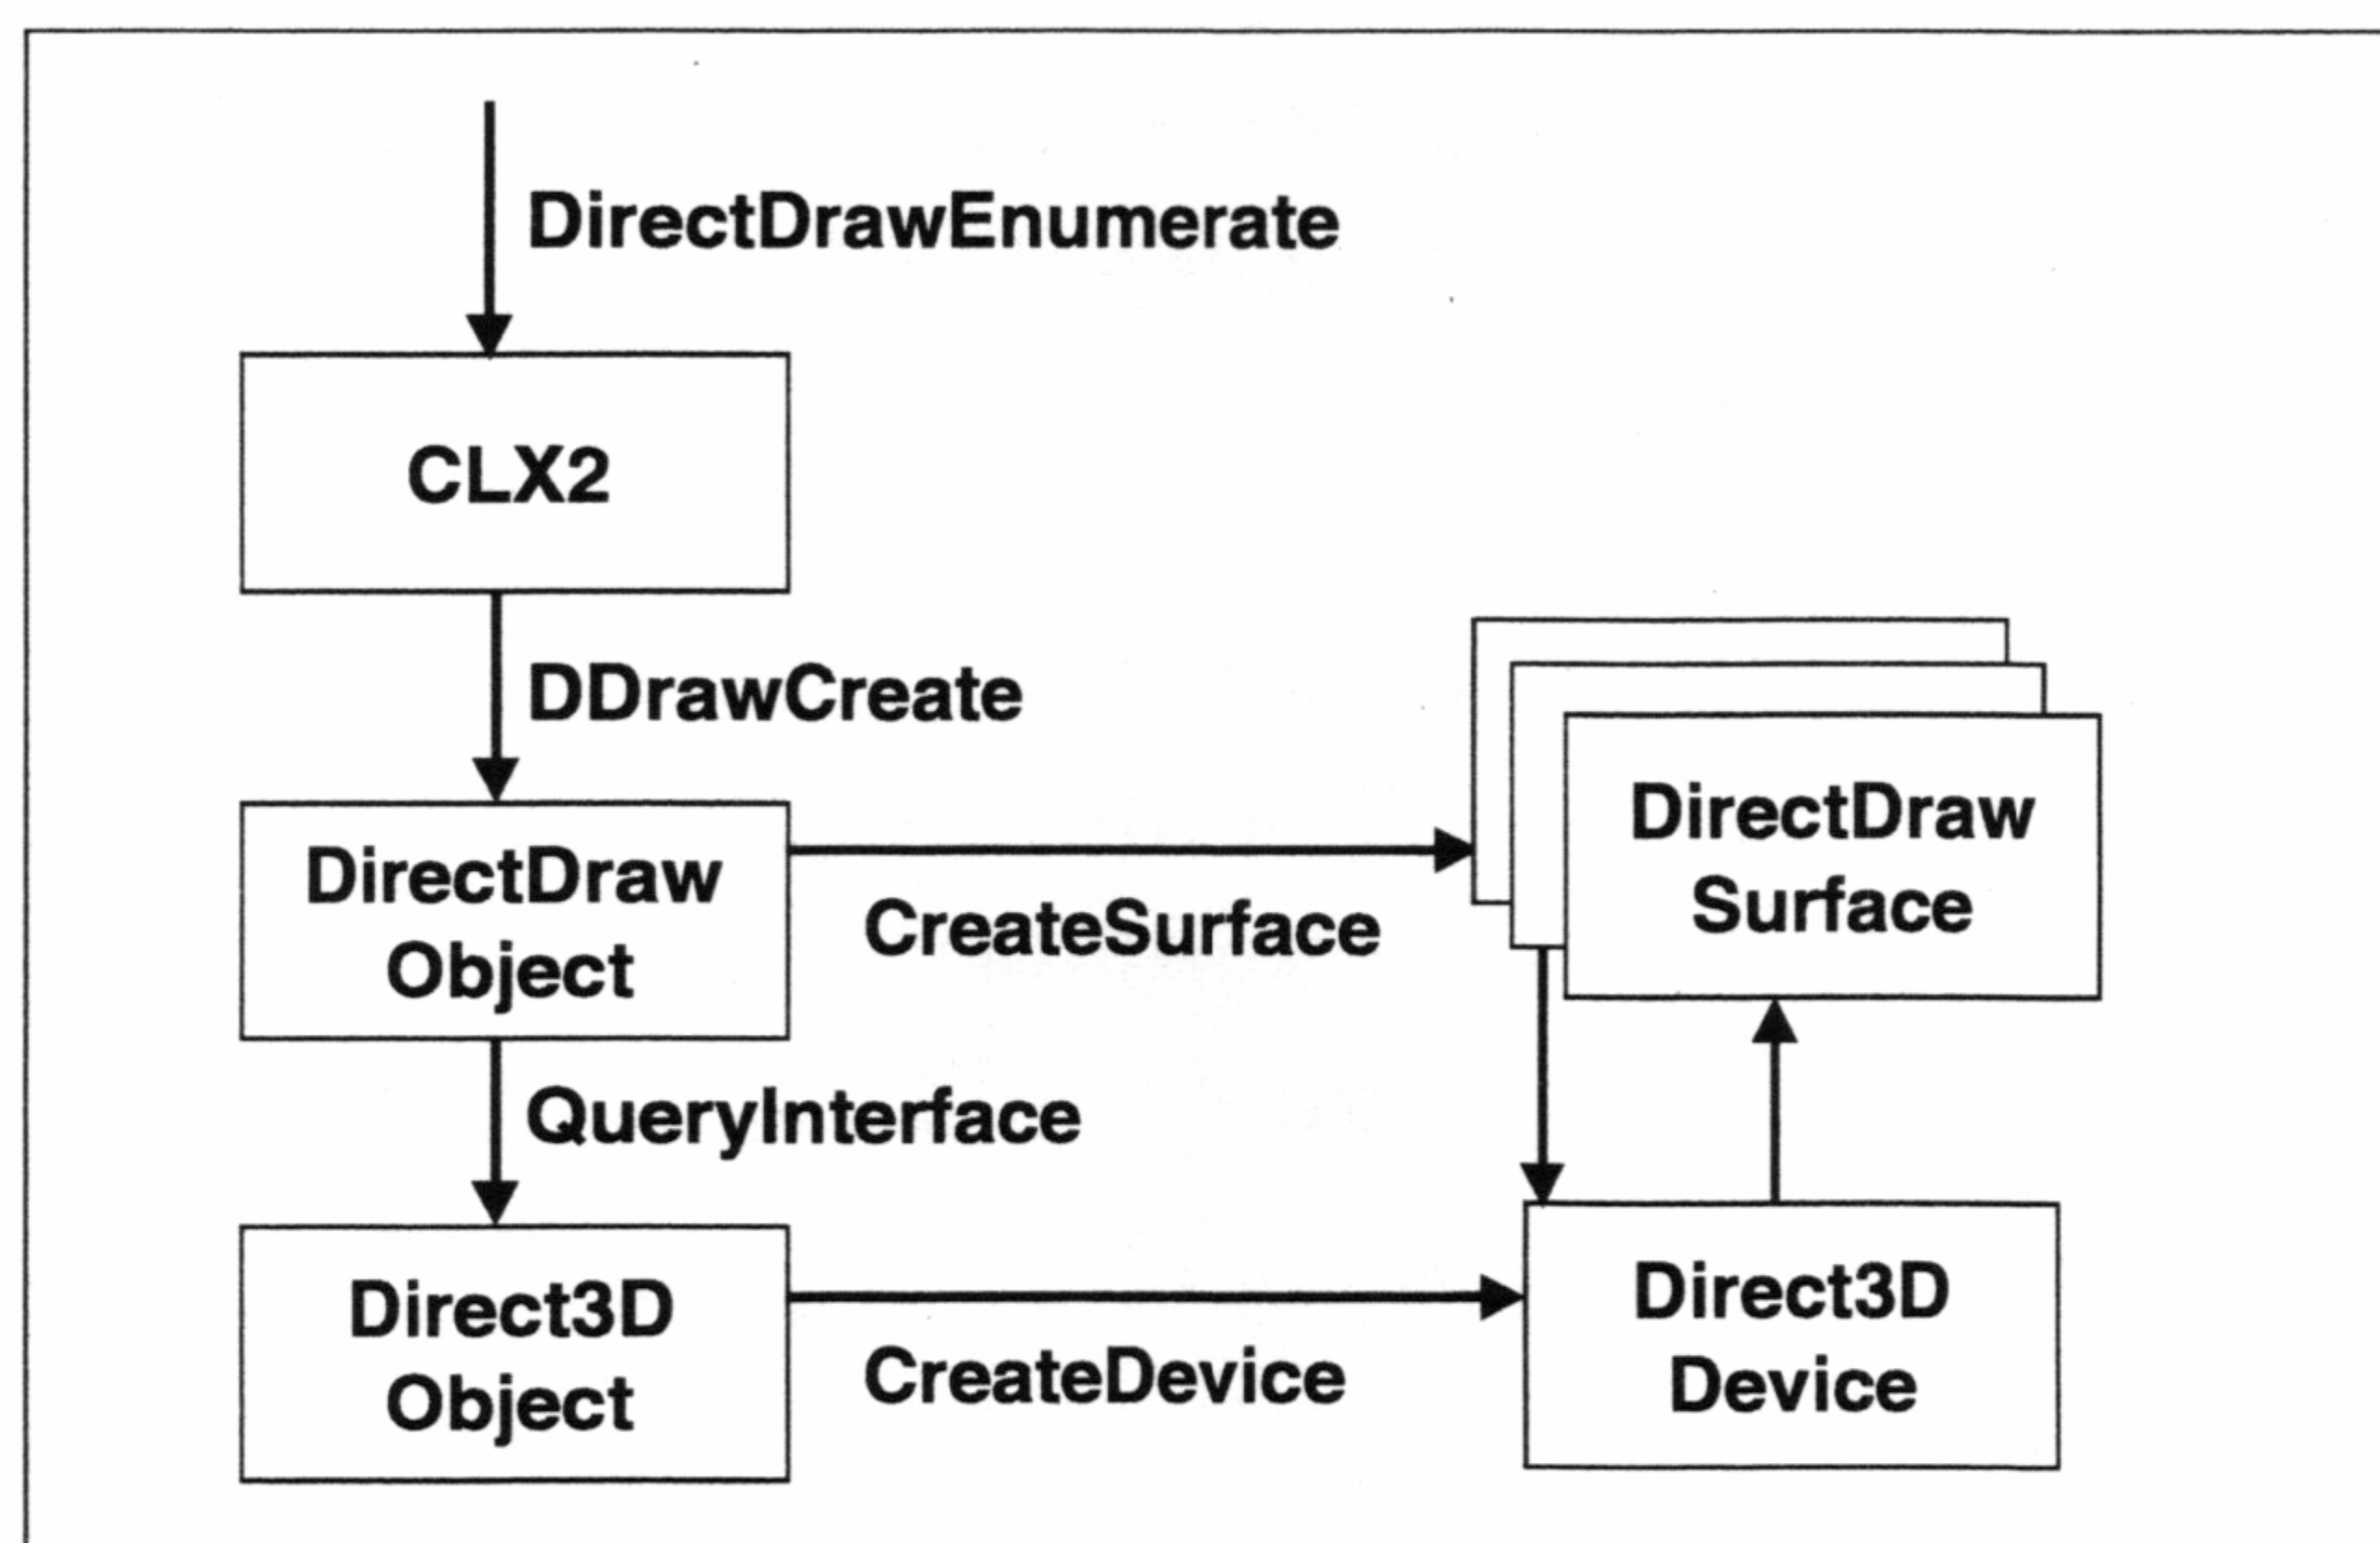 DirectDrawEnumerate
CLX2
DDrawCreate
DirectDraw
Object
CreateSurface
DirectDraw
Surface
QueryInterface
Direct3D
Object
CreateDevice
Direct3D
Device